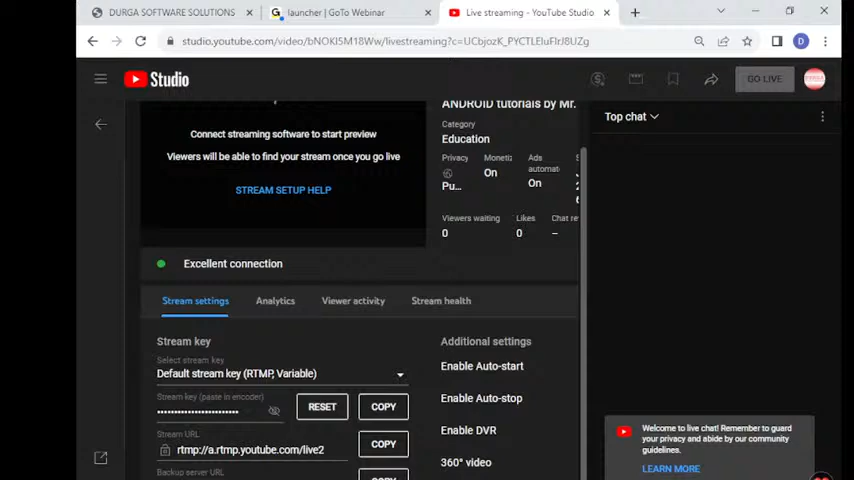 DURGA SOFTWARE SOLUTIONS
launcher | GoTo Webinar
Live streaming - YouTube Studio
studio.youtube.com/video/bNOKI5M18Ww/livestreaming?c=UCbjozK_PYCTLEluFlrJ8UZg
D
Studio
GO LIVE
Connect streaming software to start preview
Viewers will be able to find your stream once you go live
STREAM SETUP HELP
ANDROID tutorials by Mr.
Category
Education
Privacy
Pu...
Ads automat
On
On
Viewers waiting
0
Likes
0
Chat re
–
Top chat
Excellent connection
Stream settings
Analytics
Viewer activity
Stream health
Stream key
Select stream key
Default stream key (RTMP, Variable)
Stream key (paste in encoder)
RESET
COPY
Stream URL
rtmp://a.rtmp.youtube.com/live2
COPY
Backup server URL
Additional settings
Enable Auto-start
Enable Auto-stop
Enable DVR
360° video
Welcome to live chat! Remember to guard
your privacy and abide by our community
guidelines.
LEARN MORE